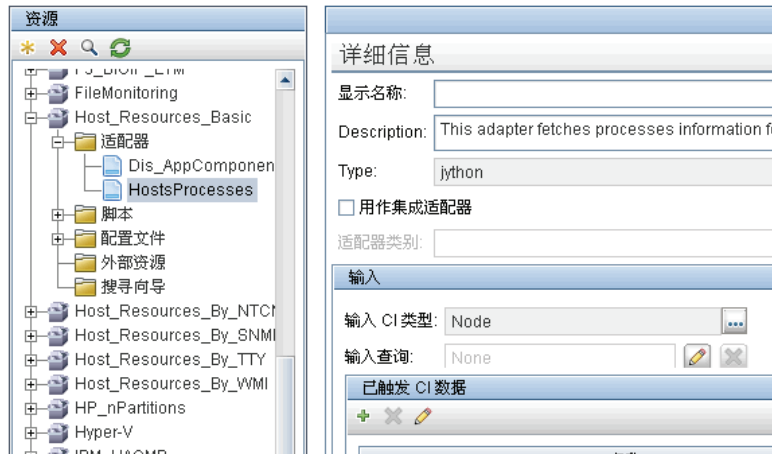 资源
FileMonitoring
Host_Resources_Basic
适配器
Dis_AppComponen
HostsProcesses
脚本
配置文件
外部资源
搜寻向导
Host_Resources_By_NTC
Host_Resources_By_SNM
Host_Resources_By_TTY
Host_Resources_By_WMI
HP_nPartitions
Hyper-V
详细信息
显示名称:
Description: This adapter fetches processes information f
Type: jython
用作集成适配器
适配器类别:
输入
输入 CI 类型: Node ...
输入查询: None
已触发 CI 数据